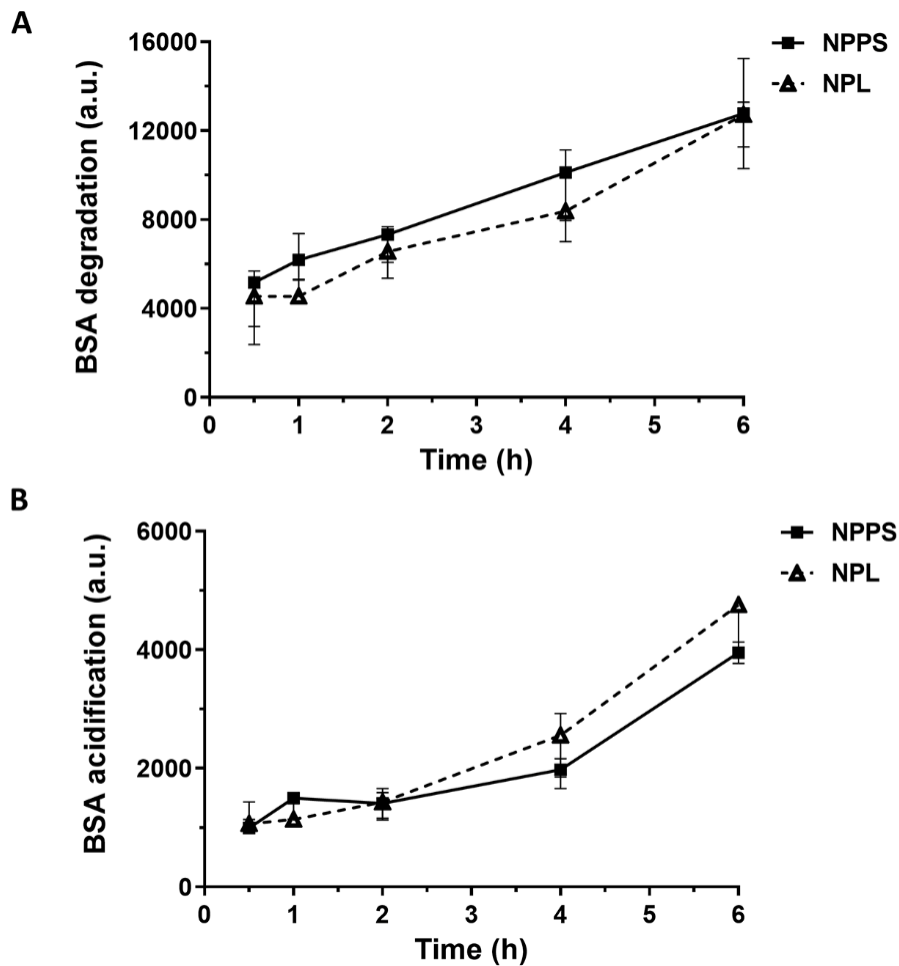 A
BSA degradation (a.u.)
16000
12000
8000
4000
0
0 1 2 3 4 5 6
Time (h)
NPPS
NPL
B
BSA acidification (a.u.)
6000
4000
2000
0
0 1 2 3 4 5 6
Time (h)
NPPS
NPL